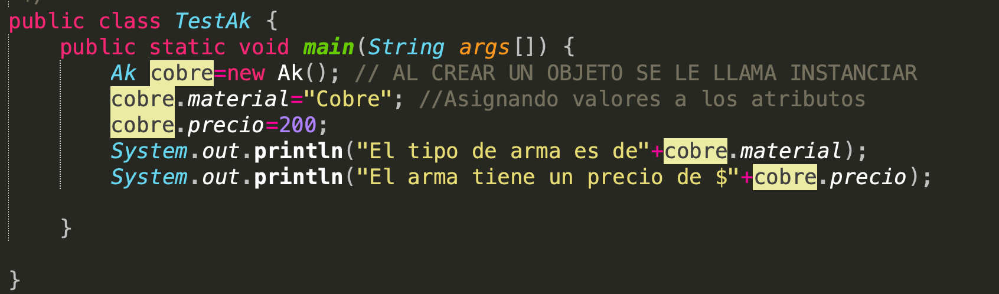 public class TestAk {
public static void main(String args[]) {
Ak cobre=new Ak(); // AL CREAR UN OBJETO SE LE LLAMA INSTANCIAR
cobre.material="Cobre"; //Asignando valores a los atributos
cobre.precio=200;
System.out.println("El tipo de arma es de"+cobre.material);
System.out.println("El arma tiene un precio de $"+cobre.precio);
}
}